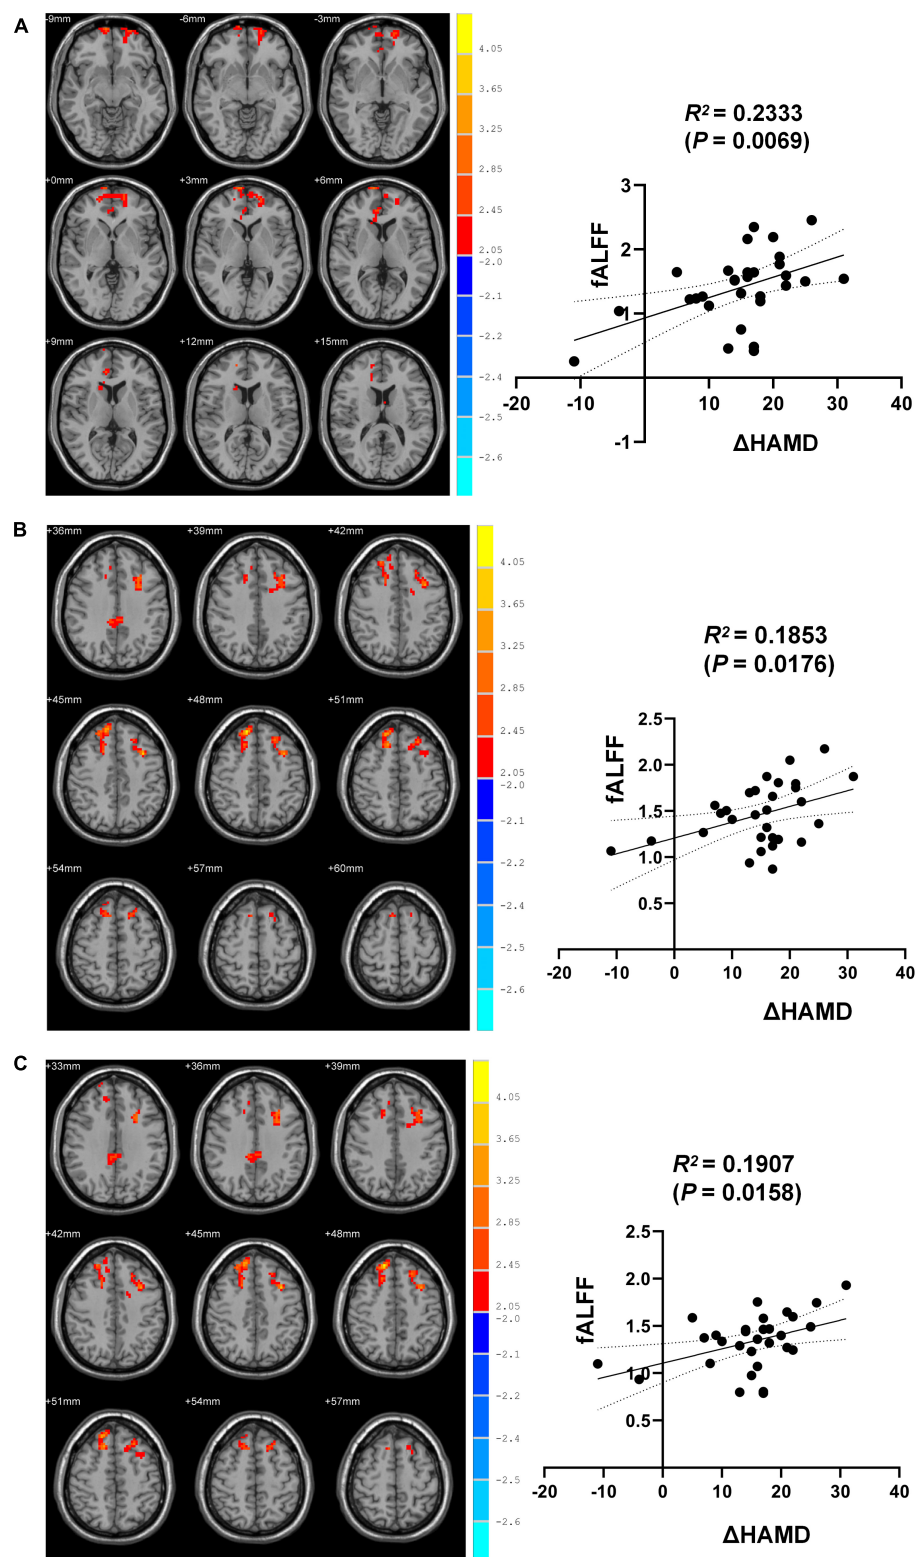 A
-9mm -6mm -3mm
+0mm +3mm +6mm
+9mm +12mm +15mm
4.05
3.65
3.25
2.85
2.45
2.05
-2.0
-2.1
-2.2
-2.4
-2.5
-2.6
R² = 0.2333
(P = 0.0069)
fALFF
3
2
1
-1
-20 -10 10 20 30 40
ΔHAMD
B
+36mm +39mm +42mm
+45mm +48mm +51mm
+54mm +57mm +60mm
4.05
3.65
3.25
2.85
2.45
2.05
-2.0
-2.1
-2.2
-2.4
-2.5
-2.6
R² = 0.1853
(P = 0.0176)
fALFF
2.5
2.0
1.5
1.0
0.5
-20 -10 0 10 20 30 40
ΔHAMD
C
+33mm +36mm +39mm
+42mm +45mm +48mm
+51mm +54mm +57mm
4.05
3.65
3.25
2.85
2.45
2.05
-2.0
-2.1
-2.2
-2.4
-2.5
-2.6
R² = 0.1907
(P = 0.0158)
fALFF
2.5
2.0
1.5
1.0
0.5
-20 -10 0 10 20 30 40
ΔHAMD